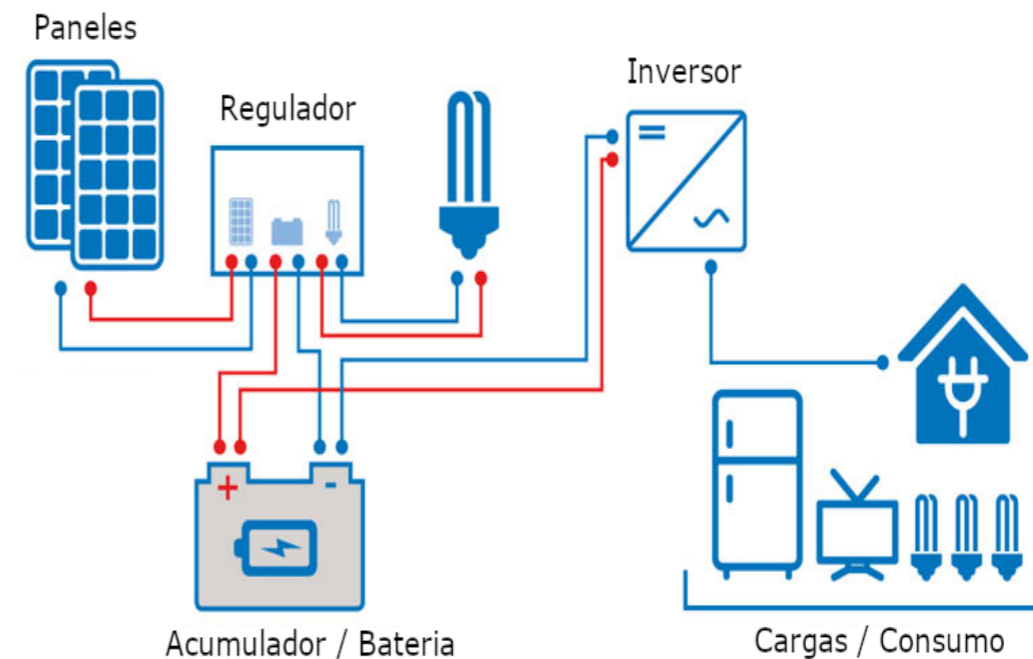 Paneles
Regulador
Inversor
+
-
Acumulador / Bateria
Cargas / Consumo